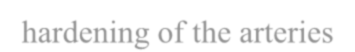 hardening of the arteries